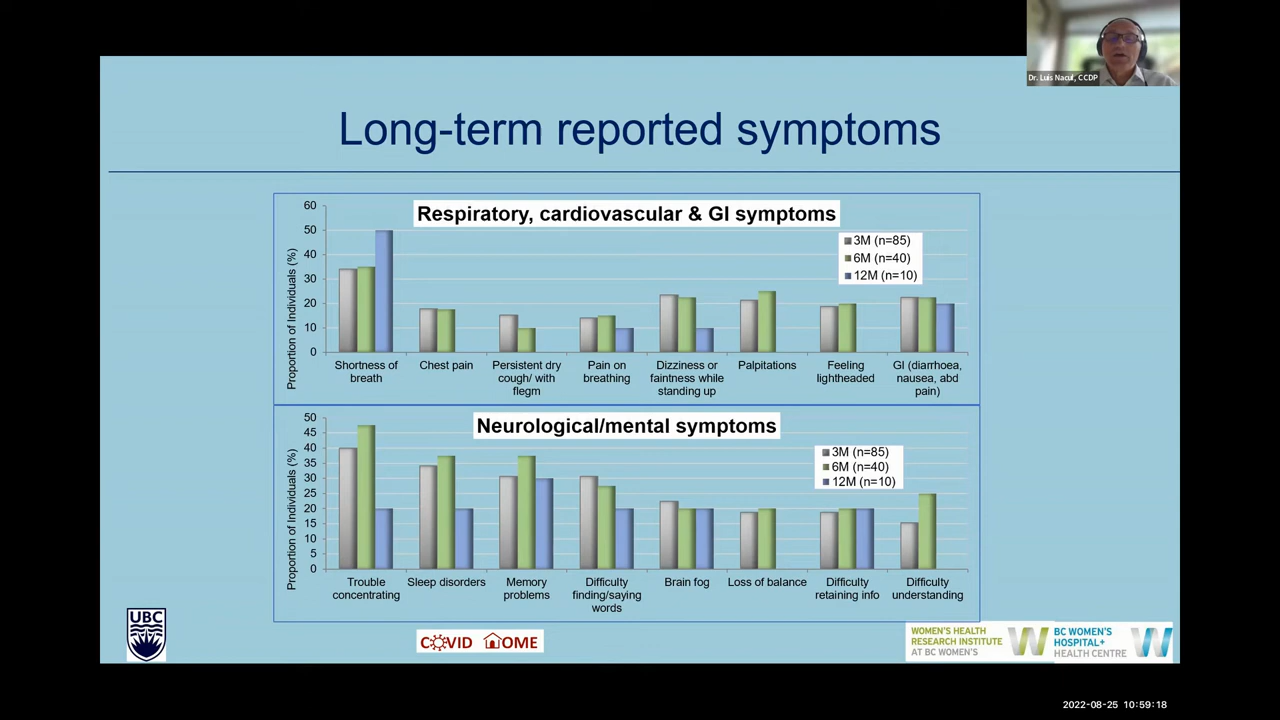 Dr. Luis Nacul, CCDP
Long-term reported symptoms
Respiratory, cardiovascular & GI symptoms
Proportion of Individuals (%)
60
50
40
30
20
10
0
3M (n=85)
6M (n=40)
12M (n=10)
Shortness of
breath
Chest pain
Persistent dry
cough/ with
flegm
Pain on
breathing
Dizziness or
faintness while
standing up
Palpitations
Feeling
lightheaded
GI (diarrhoea,
nausea, abd
pain)
Neurological/mental symptoms
Proportion of Individuals (%)
50
45
40
35
30
25
20
15
10
5
0
3M (n=85)
6M (n=40)
12M (n=10)
Trouble
concentrating
Sleep disorders
Memory
problems
Difficulty
finding/saying
words
Brain fog
Loss of balance
Difficulty
retaining info
Difficulty
understanding
UBC
COVID HOME
WOMEN'S HEALTH
RESEARCH INSTITUTE
AT BC WOMEN'S
BC WOMEN'S
HOSPITAL+
HEALTH CENTRE
2022-08-25 10:59:18